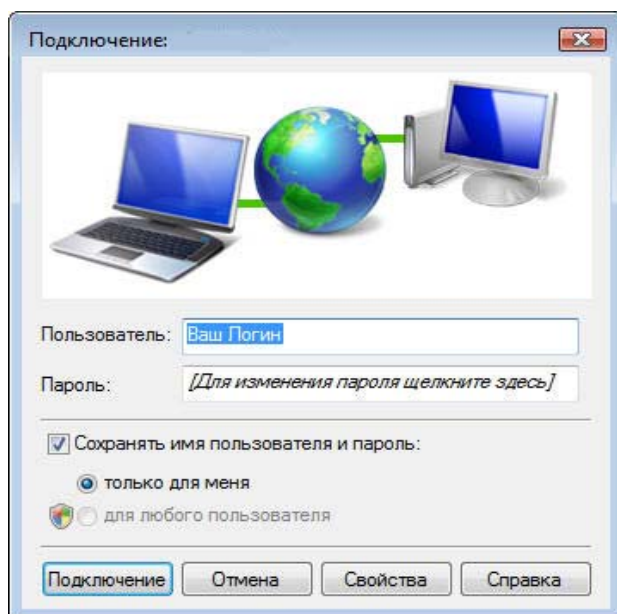 Подключение:
Пользователь: Ваш Логин
Пароль: [Для изменения пароля щелкните здесь]
Сохранять имя пользователя и пароль:
только для меня
для любого пользователя
Подключение Отмена Свойства Справка